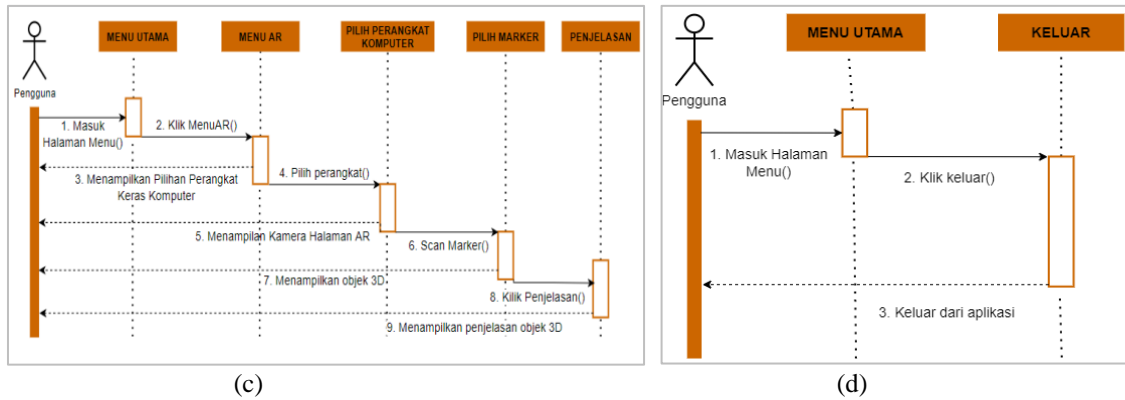 MENU UTAMA
MENU AR
PILIH PERANGKAT
KOMPUTER
PILIH MARKER
PENJELASAN
Pengguna
1. Masuk
Halaman Menu()
2. Klik MenuAR()
3. Menampilkan Pilihan Perangkat
Keras Komputer
4. Pilih perangkat()
5. Menampilan Kamera Halaman AR
6. Scan Marker()
7. Menampilkan objek 3D
8. Kilik Penjelasan()
9. Menampilkan penjelasan objek 3D
(c)
MENU UTAMA
KELUAR
Pengguna
1. Masuk Halaman
Menu()
2. Klik keluar()
3. Keluar dari aplikasi
(d)